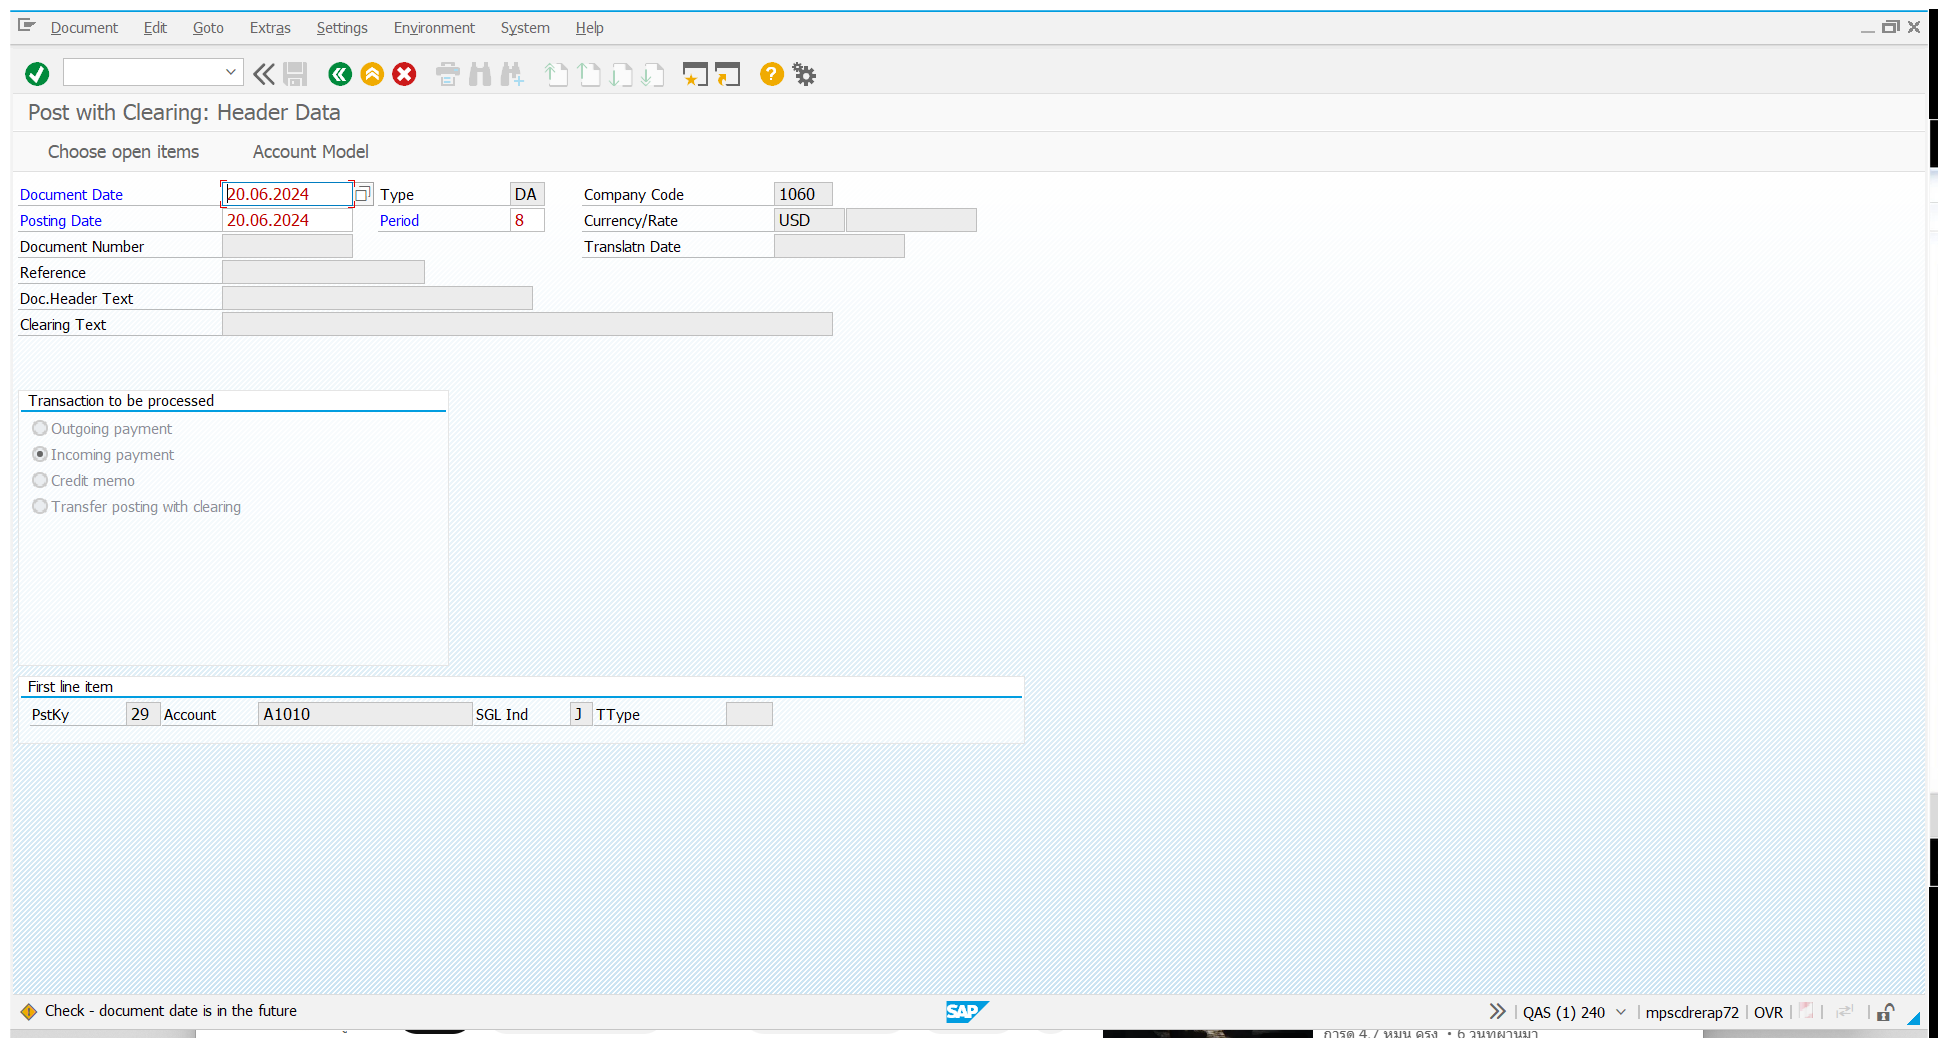 Document Edit Goto Extras Settings Environment System Help
Post with Clearing: Header Data
Choose open items Account Model
Document Date 20.06.2024 Type DA Company Code 1060
Posting Date 20.06.2024 Period 8 Currency/Rate USD
Document Number Translatn Date
Reference
Doc.Header Text
Clearing Text
Transaction to be processed
Outgoing payment
Incoming payment
Credit memo
Transfer posting with clearing
First line item
PstKy 29 Account A1010 SGL Ind J TType
Check - document date is in the future SAP QAS (1) 240 mpscdrerap72 OVR